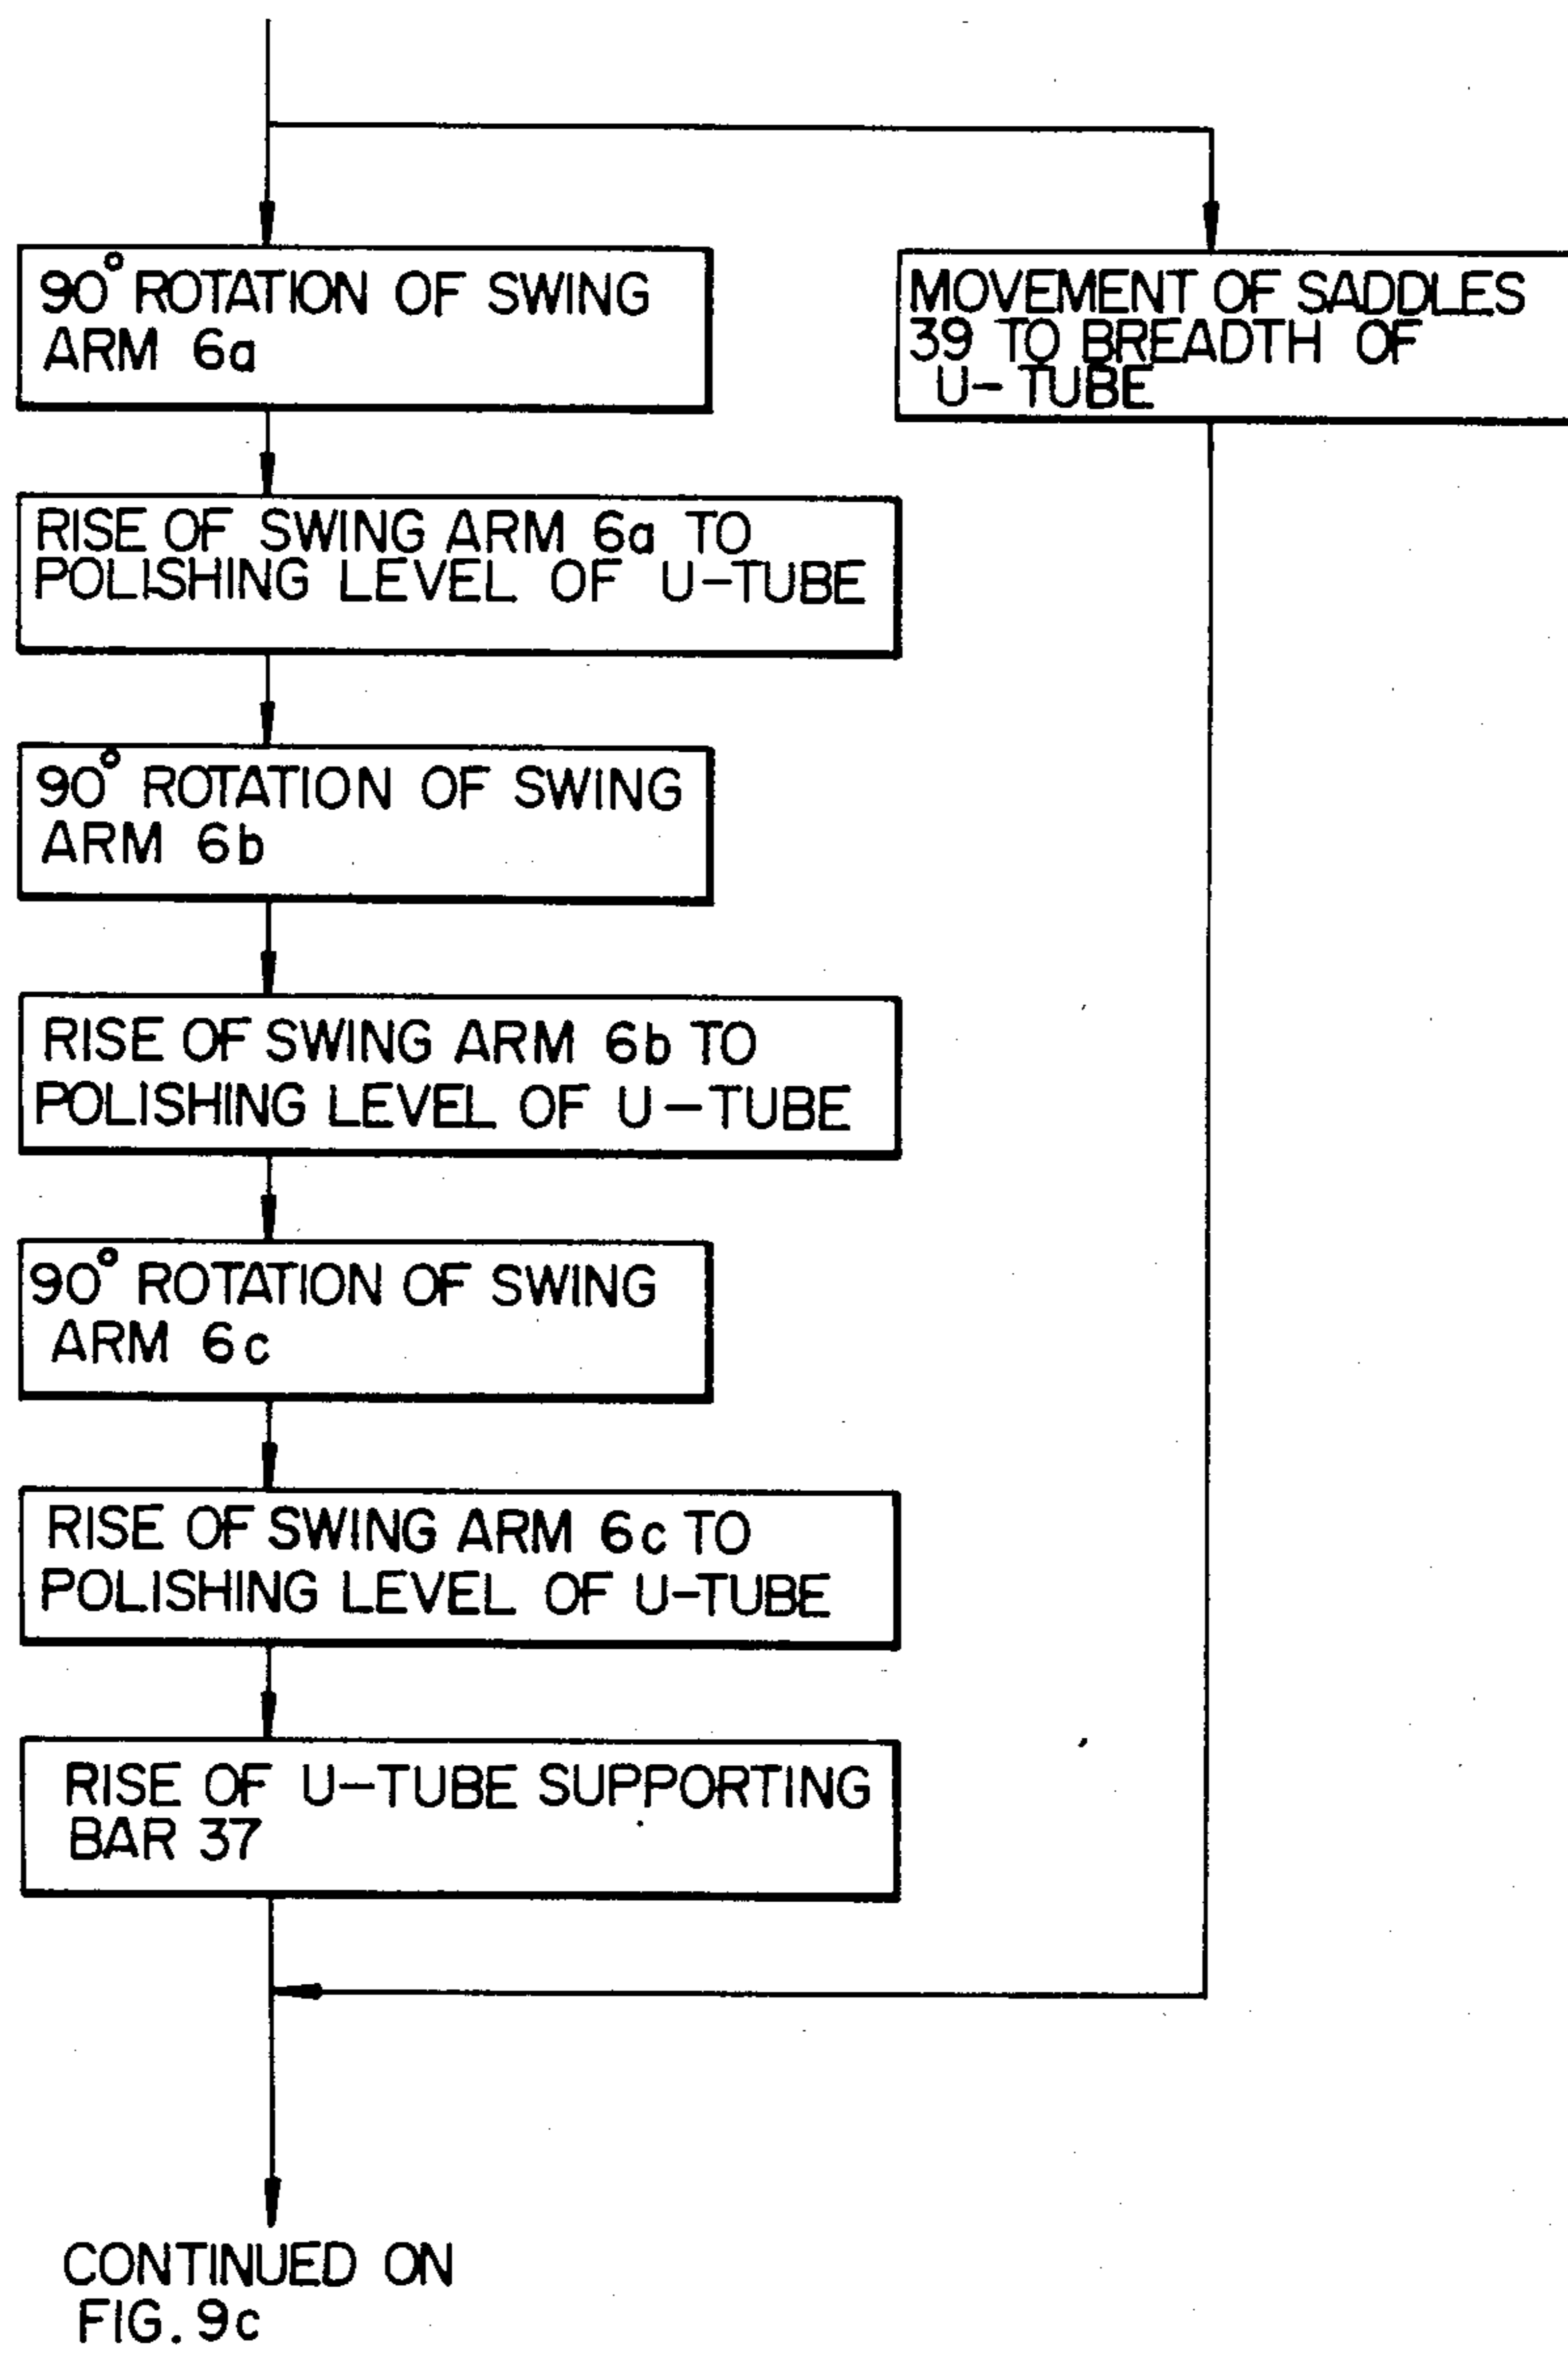 90° ROTATION OF SWING
ARM 6a
MOVEMENT OF SADDLES
39 TO BREADTH OF
U-TUBE
RISE OF SWING ARM 6a TO
POLISHING LEVEL OF U-TUBE
90° ROTATION OF SWING
ARM 6b
RISE OF SWING ARM 6b TO
POLISHING LEVEL OF U-TUBE
90° ROTATION OF SWING
ARM 6c
RISE OF SWING ARM 6c TO
POLISHING LEVEL OF U-TUBE
RISE OF U-TUBE SUPPORTING
BAR 37
CONTINUED ON
FIG. 9c